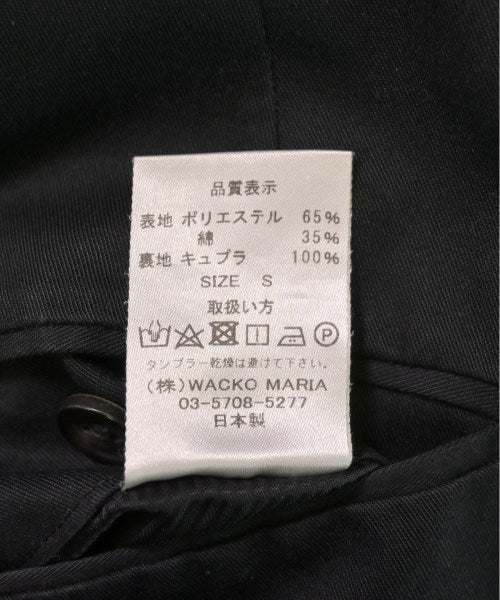 品質表示
表地 ポリエステル 65%
綿 35%
裏地 キュプラ 100%
SIZE S
取扱い方
P
タンブラー乾燥は避けて下さい。
(株) WACKO MARIA
03-5708-5277
日本製